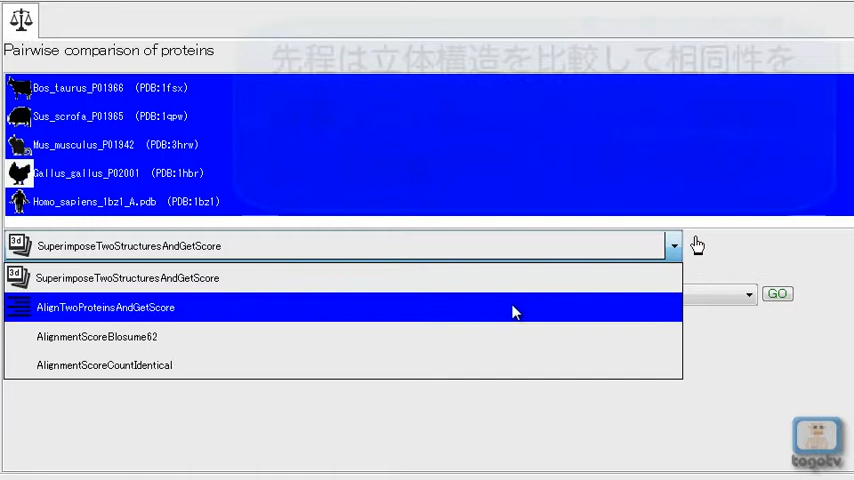 Pairwise comparison of proteins
先程は立体構造を比較して相同性を
Bos_taurus_P01966 (PDB:1fsx)
Sus_scrofa_P01965 (PDB:1qpw)
Mus_musculus_P01942 (PDB:3hrw)
Gallus_gallus_P02001 (PDB:1hbr)
Homo_sapiens_1bz1_A.pdb (PDB:1bz1)
3d SuperimposeTwoStructuresAndGetScore
3d SuperimposeTwoStructuresAndGetScore
AlignTwoProteinsAndGetScore
GO
AlignmentScoreBlosume62
AlignmentScoreCountIdentical
togotv